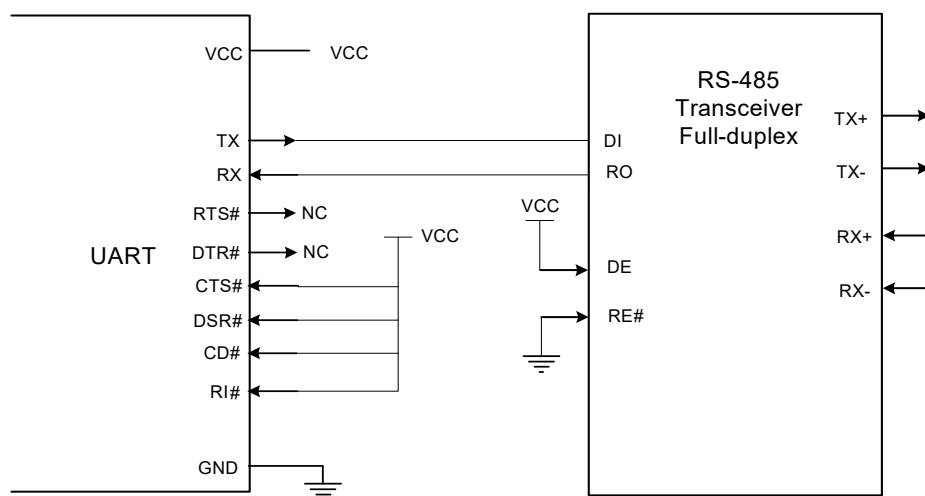 VCC VCC
RS-485
Transceiver
Full-duplex
TX+
TX DI
RX RO
TX-
RTS# NC
VCC
VCC
RX+
UART
DTR# NC
DE
CTS#
RX-
DSR#
RE#
CD#
RI#
GND